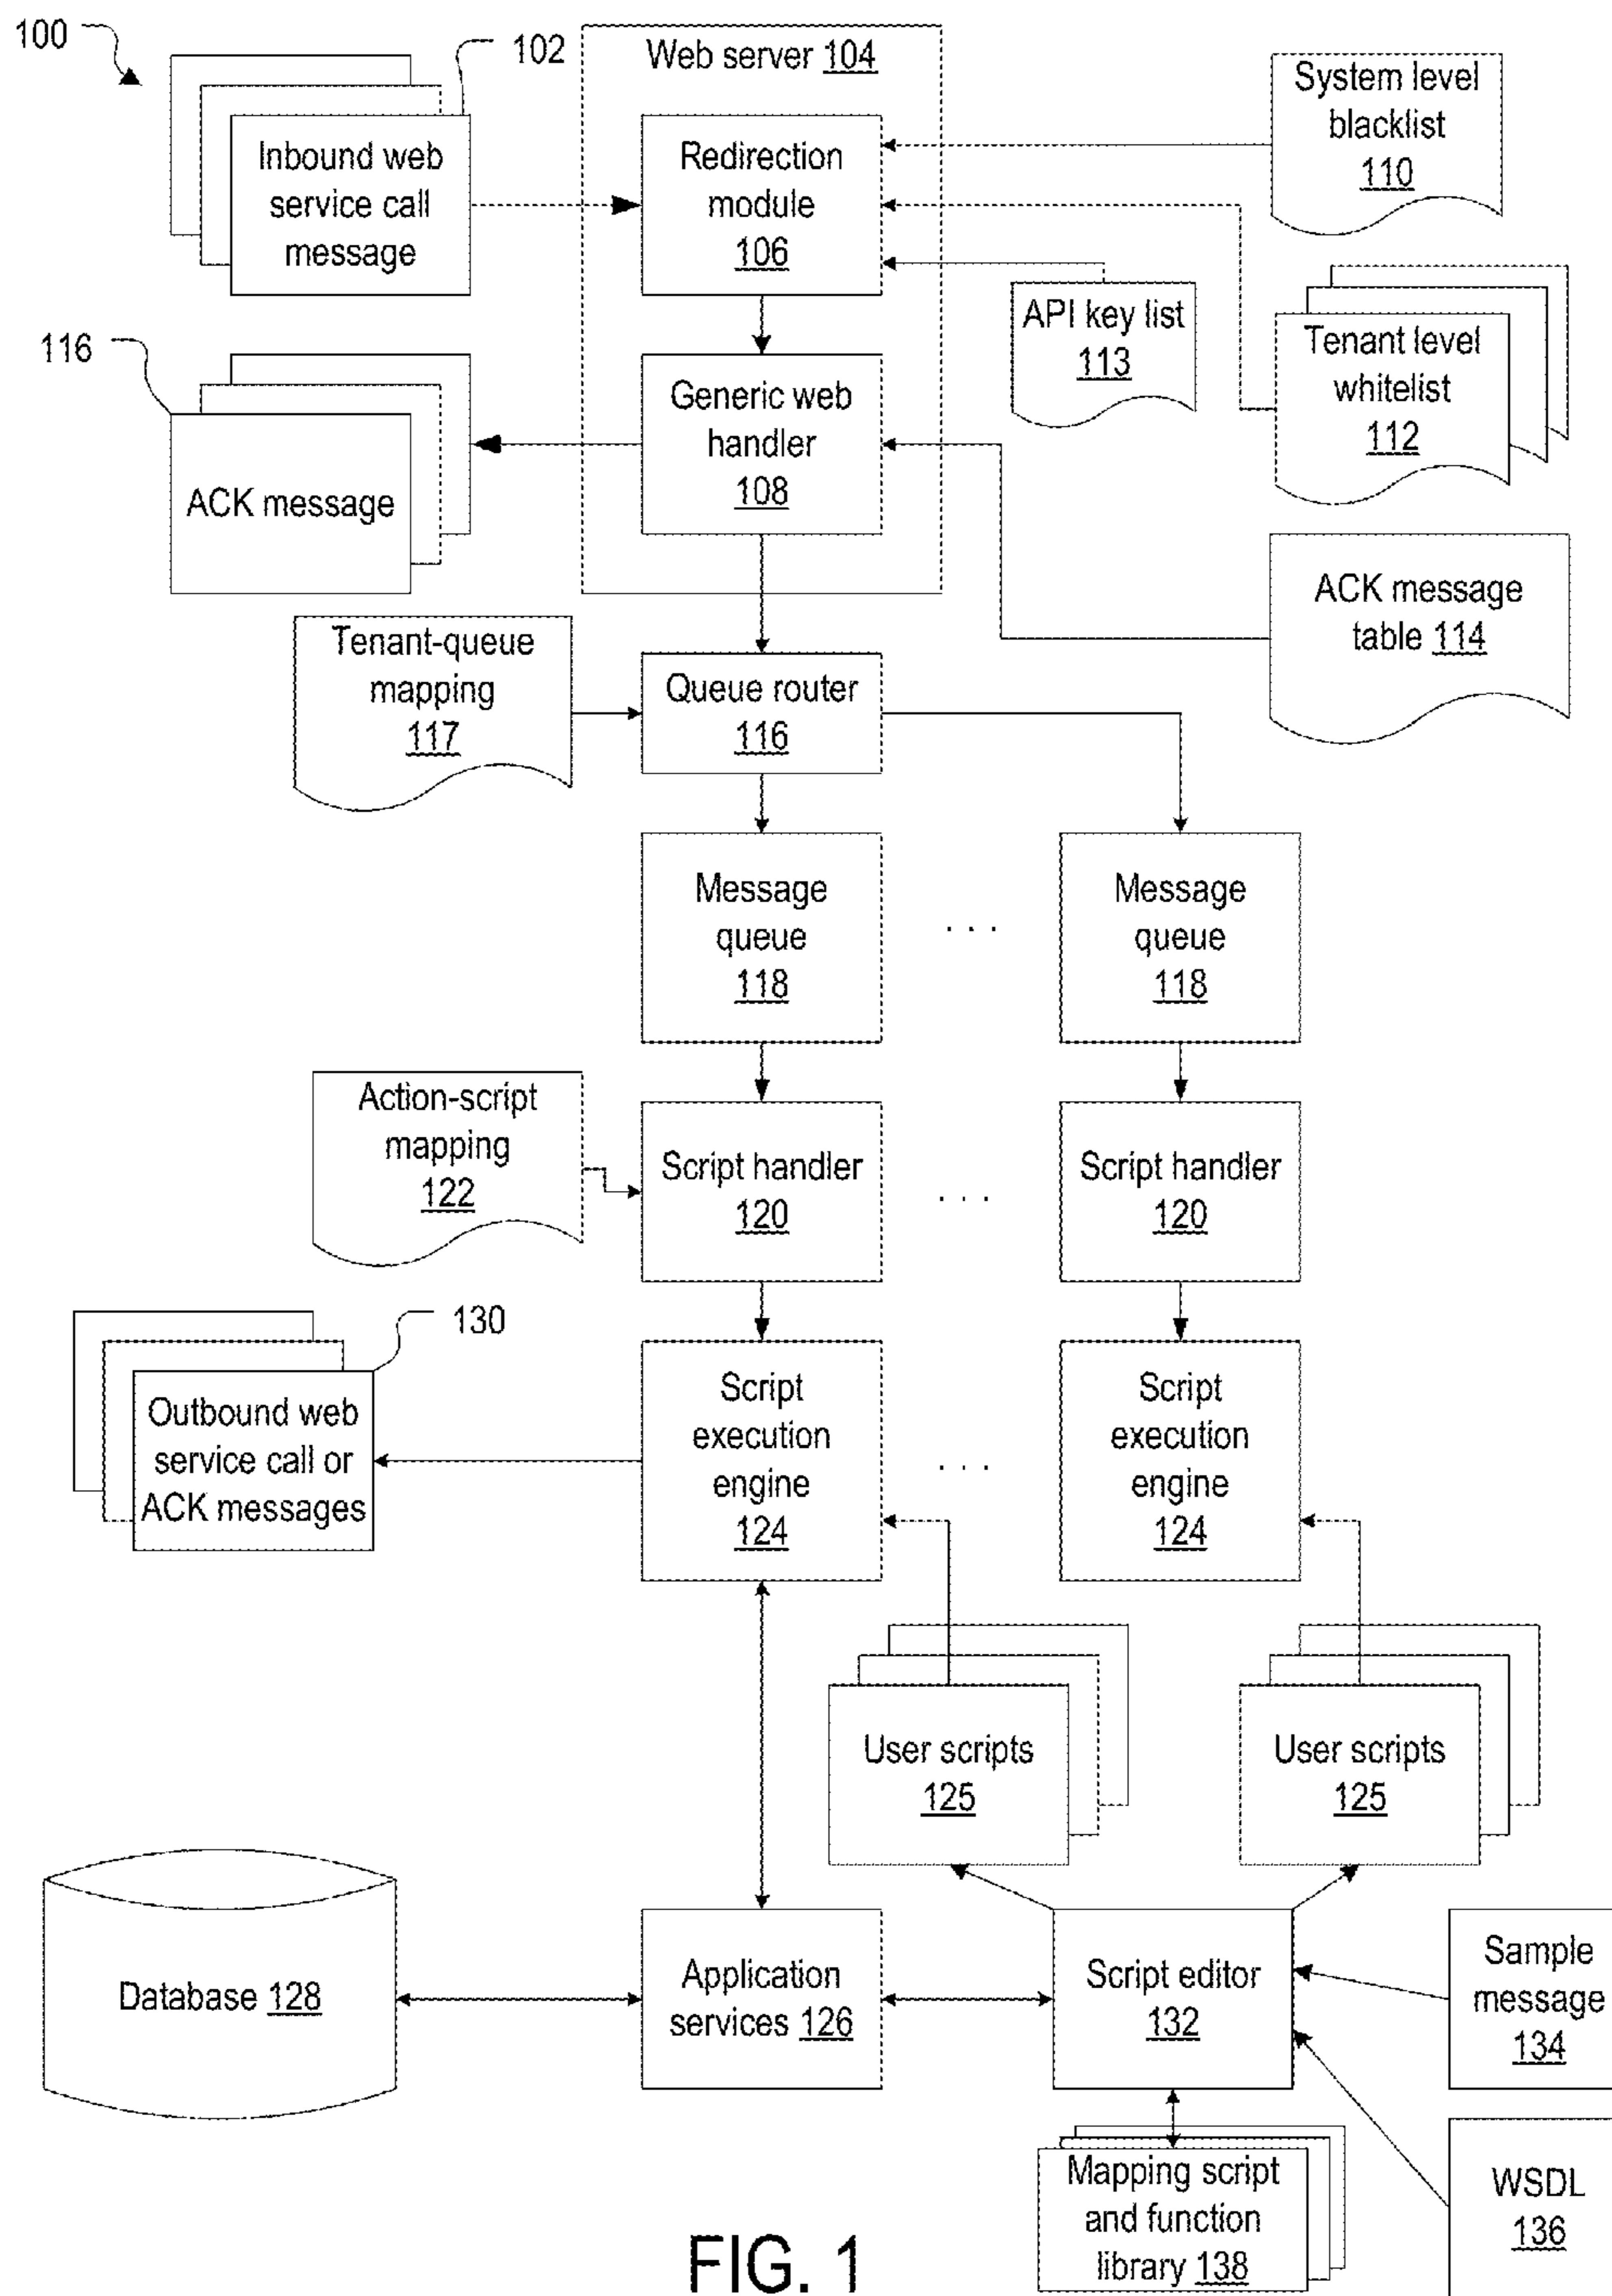 100
102
Web server 104
System level
blacklist
110
Inbound web
service call
message
Redirection
module
106
API key list
113
Tenant level
whitelist
112
116
Generic web
handler
108
ACK message
ACK message
table 114
Tenant-queue
mapping
117
Queue router
116
Message
queue
118
. . .
Message
queue
118
Action-script
mapping
122
Script handler
120
. . .
Script handler
120
130
Outbound web
service call or
ACK messages
Script
execution
engine
124
. . .
Script
execution
engine
124
User scripts
125
User scripts
125
Database 128
Application
services 126
Script editor
132
Sample
message
134
Mapping script
and function
library 138
WSDL
136
FIG. 1